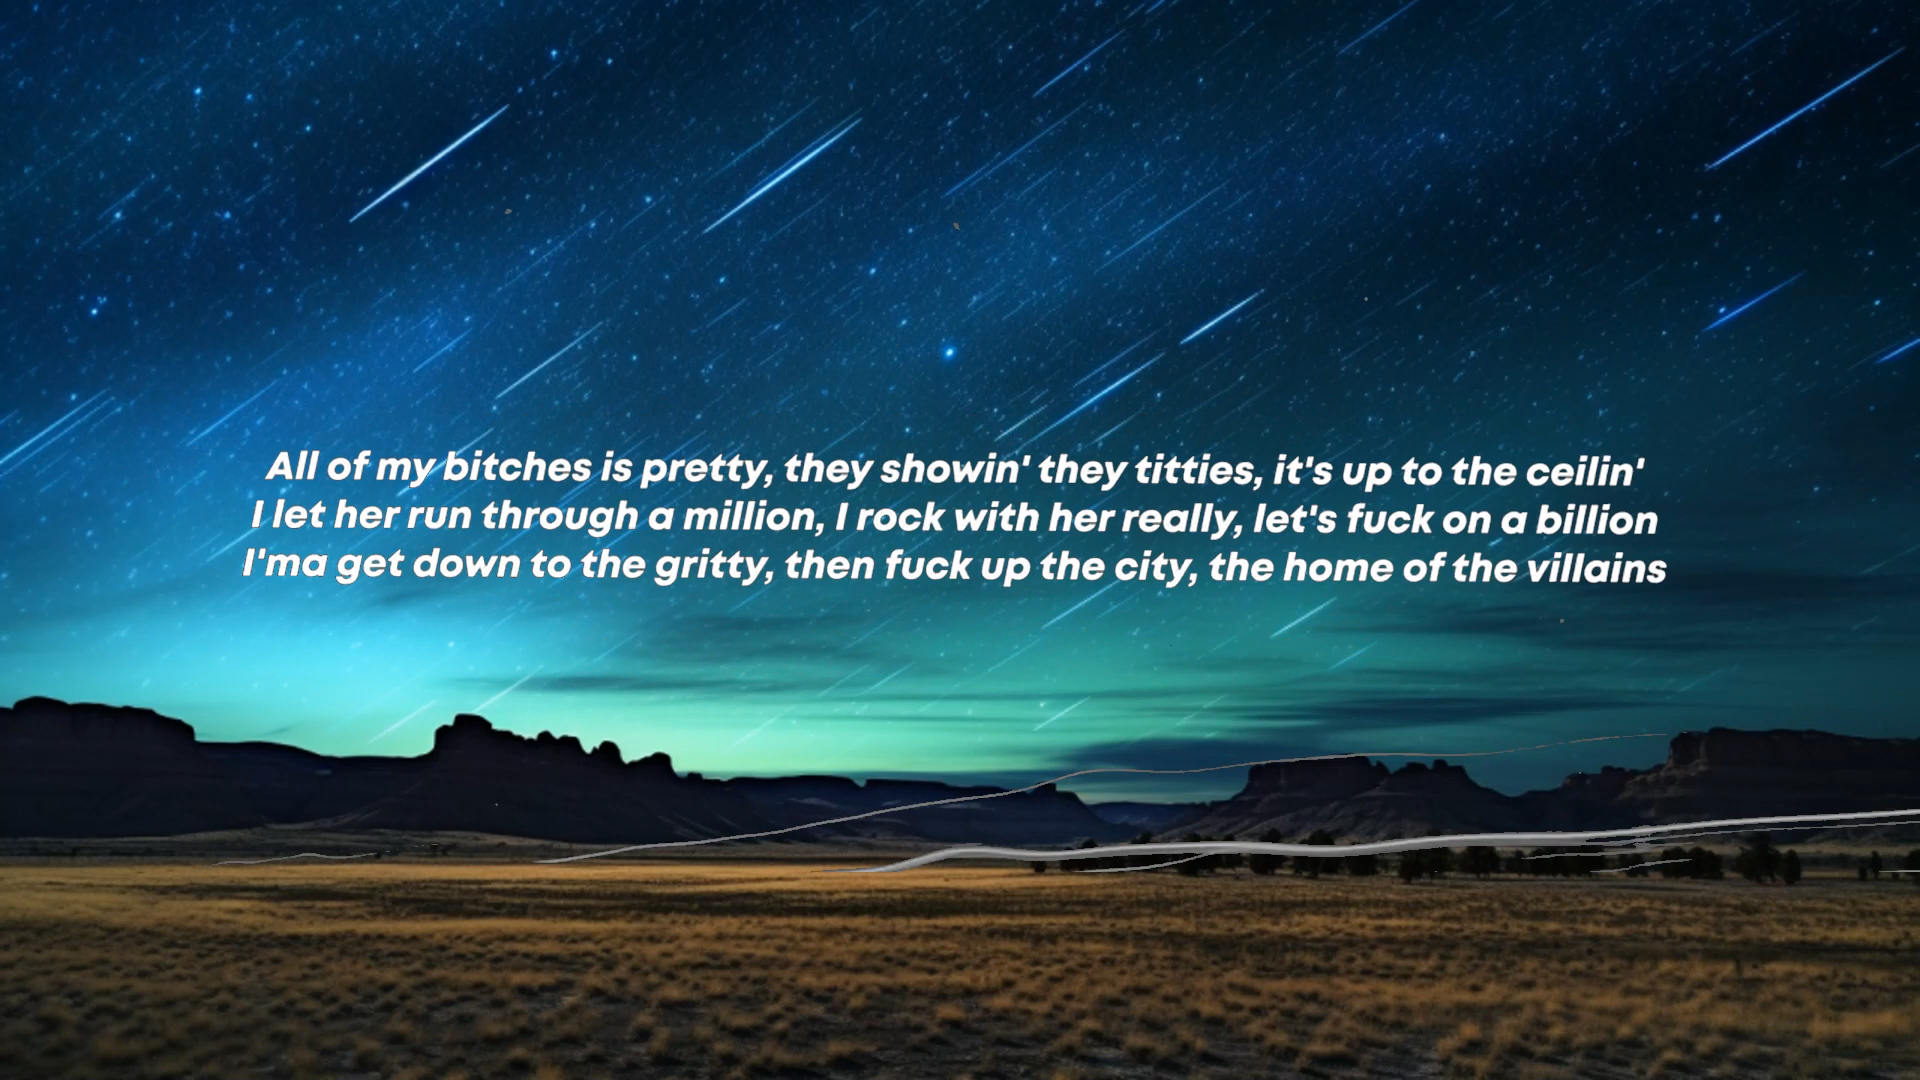 All of my bitches is pretty, they showin' they titties, it's up to the ceilin'
I let her run through a million, I rock with her really, let's fuck on a billion
I'ma get down to the gritty, then fuck up the city, the home of the villains